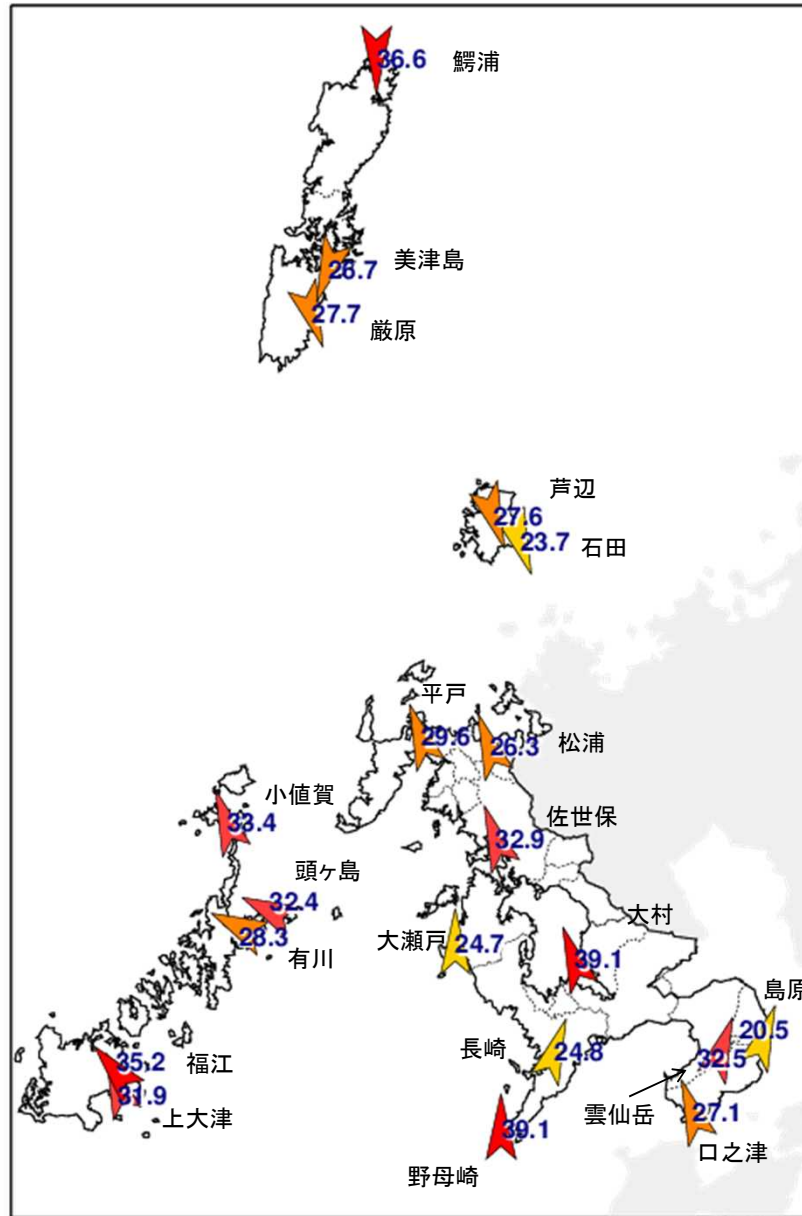 36.6 鰐浦
26.7 美津島
27.7 厳原
27.6 芦辺
23.7 石田
平戸
29.6
26.3 松浦
小値賀
33.4
佐世保
32.9
頭ヶ島
32.4
28.3 有川
大瀬戸 24.7
大村
39.1
島原
20.5
長崎 24.8
32.5
雲仙岳
35.2 福江
31.9 上大津
27.1
口之津
39.1
野母崎